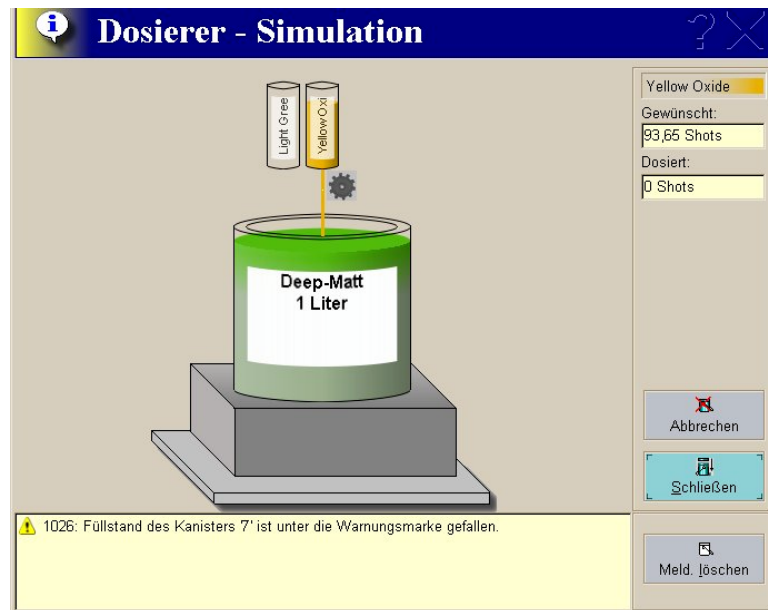 Dosierer - Simulation
Light Gree
Yellow Oxi
Deep-Matt
1 Liter
Yellow Oxide
Gewünscht:
93,65 Shots
Dosiert:
0 Shots
Abbrechen
Schließen
1026: Füllstand des Kanisters 7' ist unter die Warnungsmarke gefallen.
Meld. löschen